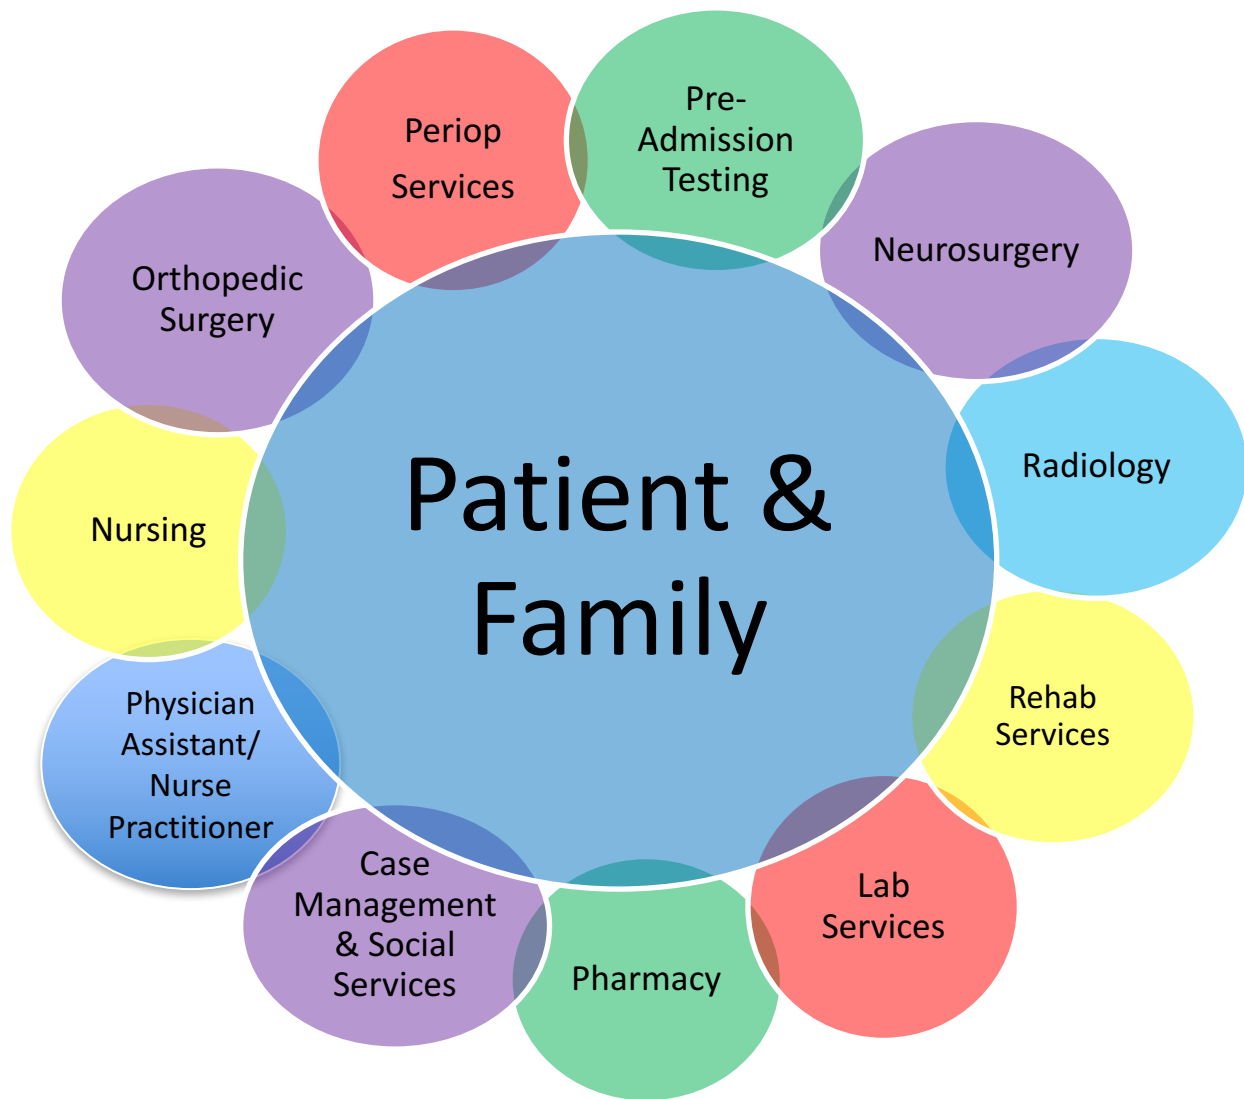 Pre-
Admission
Testing
Neurosurgery
Radiology
Rehab
Services
Lab
Services
Pharmacy
Case
Management
& Social
Services
Physician
Assistant/
Nurse
Practitioner
Nursing
Orthopedic
Surgery
Periop
Services
Patient &
Family